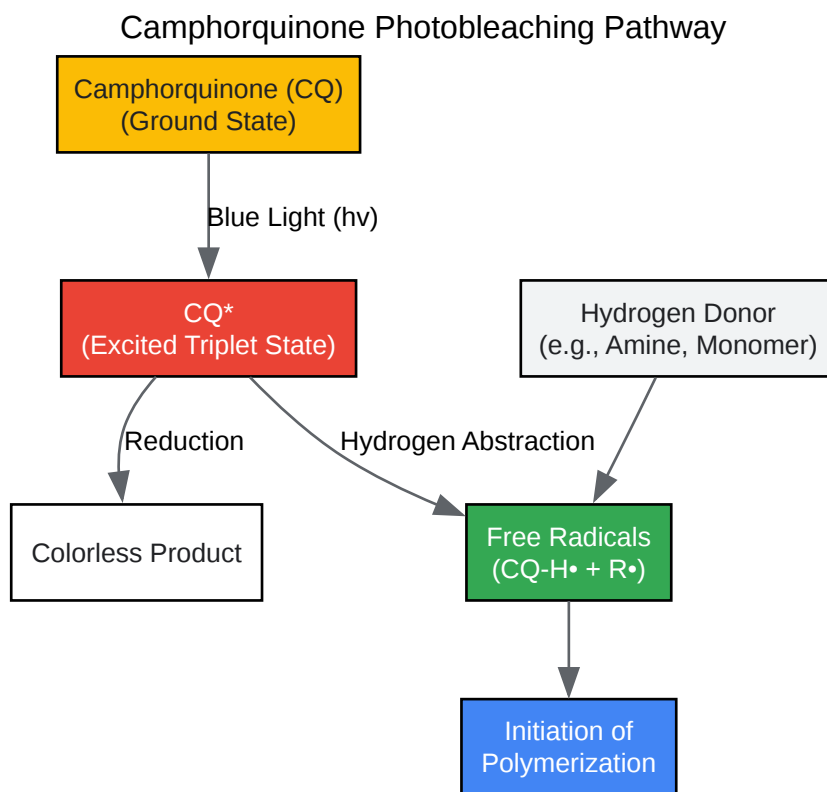 Camphorquinone Photobleaching Pathway
Camphorquinone (CQ)
(Ground State)
Blue Light (hv)
CQ*
(Excited Triplet State)
Hydrogen Donor
(e.g., Amine, Monomer)
Reduction
Hydrogen Abstraction
Colorless Product
Free Radicals
(CQ-H• + R•)
Initiation of
Polymerization